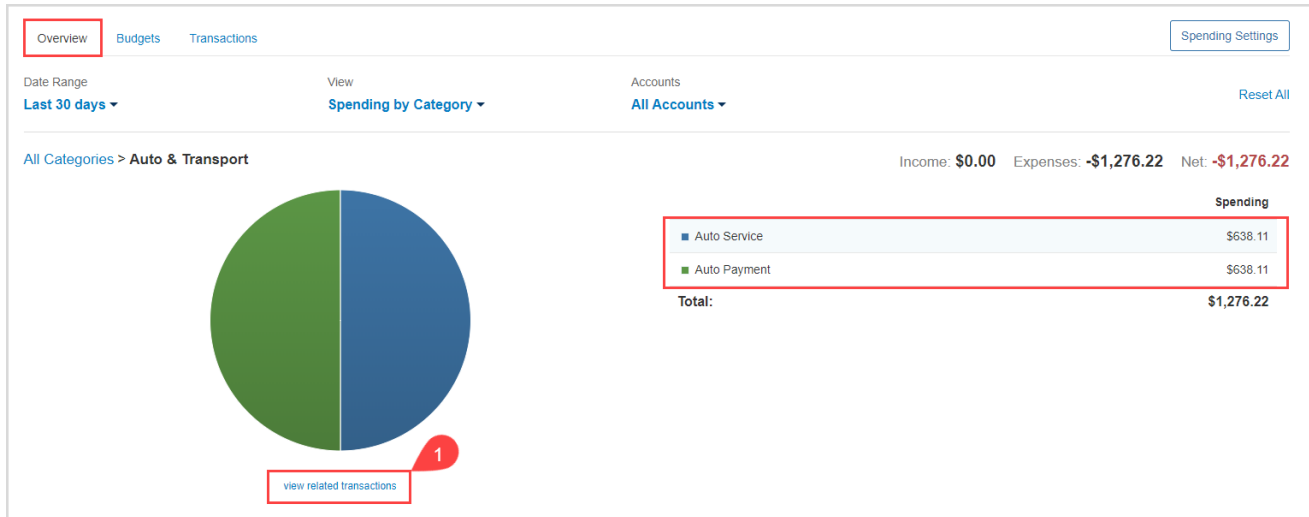 Overview Budgets Transactions Spending Settings
Date Range View Accounts
Last 30 days Spending by Category All Accounts Reset All
All Categories > Auto & Transport Income: $0.00 Expenses: -$1,276.22 Net: -$1,276.22
Spending
Auto Service $638.11
Auto Payment $638.11
Total: $1,276.22
1
view related transactions